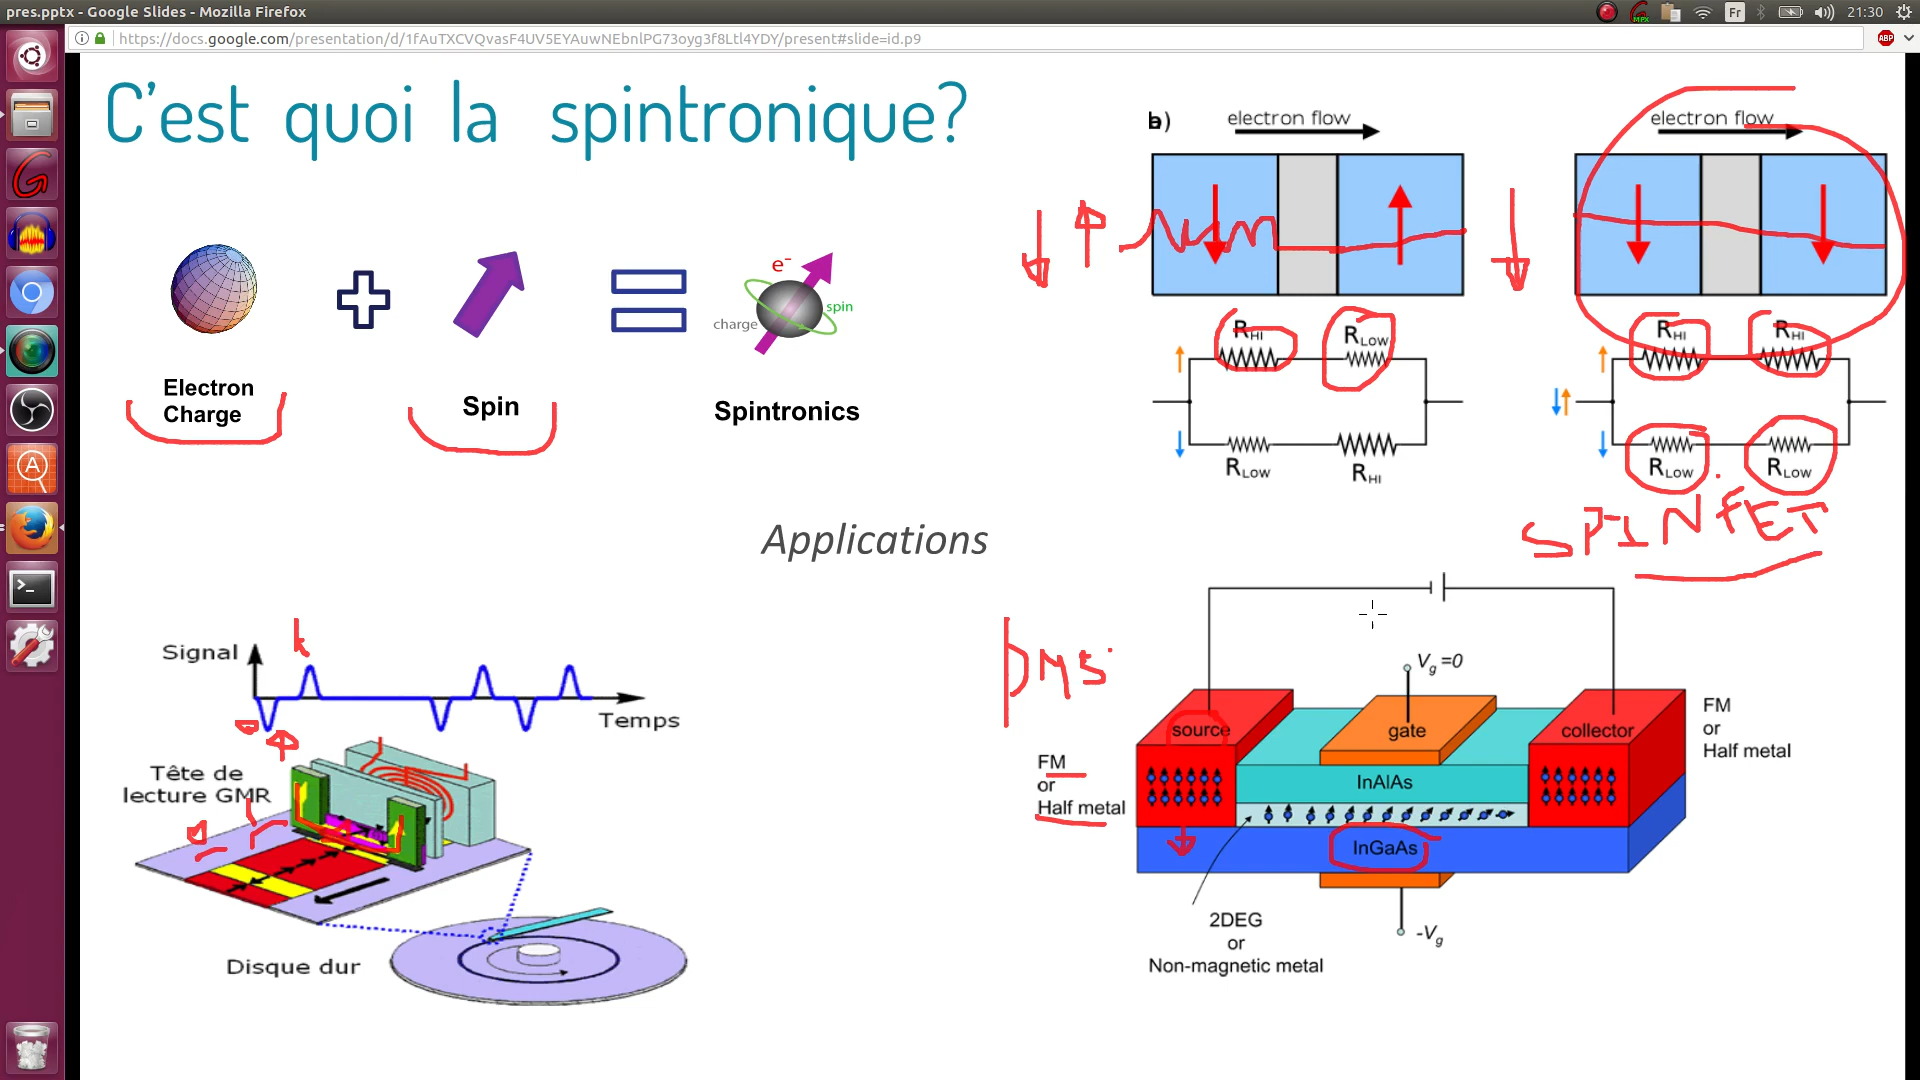 pres.pptx - Google Slides - Mozilla Firefox
Fr
21:30
https://docs.google.com/presentation/d/1fAuTXCVQvasF4UV5EYAuwNEbnlPG73oyg3f8Ltl4YDY/present#slide=id.p9
ABP
C'est quoi la spintronique?
electron flow
electron flow
e-
spin
charge
Electron
Charge
Spin
Spintronics
RHI
RLOW
RLOW
RHI
RHI
RHI
RLOW
RLOW
SPINFET
Applications
Signal
Temps
Tête de
lecture GMR
Disque dur
DMS
Vg=0
source
gate
collector
FM
or
Half metal
FM
or
Half metal
InAlAs
InGaAs
2DEG
or
Non-magnetic metal
-Vg